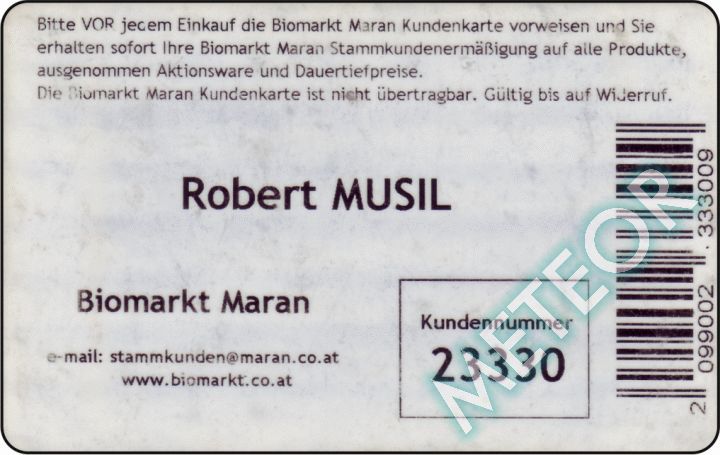 Bitte VOR jedem Einkauf die Biomarkt Maran Kundenkarte vorweisen und Sie
erhalten sofort Ihre Biomarkt Maran Stammkundenermäßigung auf alle Produkte,
ausgenommen Aktionsware und Dauertiefpreise.
Die Biomarkt Maran Kundenkarte ist nicht übertragbar. Gültig bis auf Widerruf.
Robert MUSIL
Biomarkt Maran
e-mail: stammkunden@maran.co.at
www.biomarkt.co.at
Kundennummer
23330
2 099002 333009
METEOR